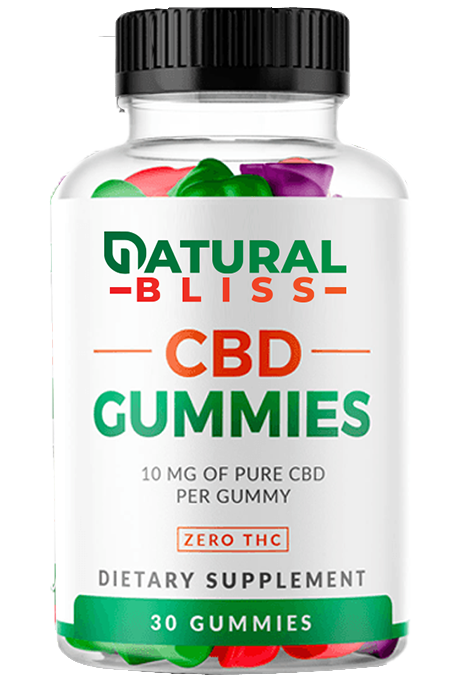 NATURAL
BLISS
CBD
GUMMIES
10 MG OF PURE CBD
PER GUMMY
ZERO THC
DIETARY SUPPLEMENT
30 GUMMIES